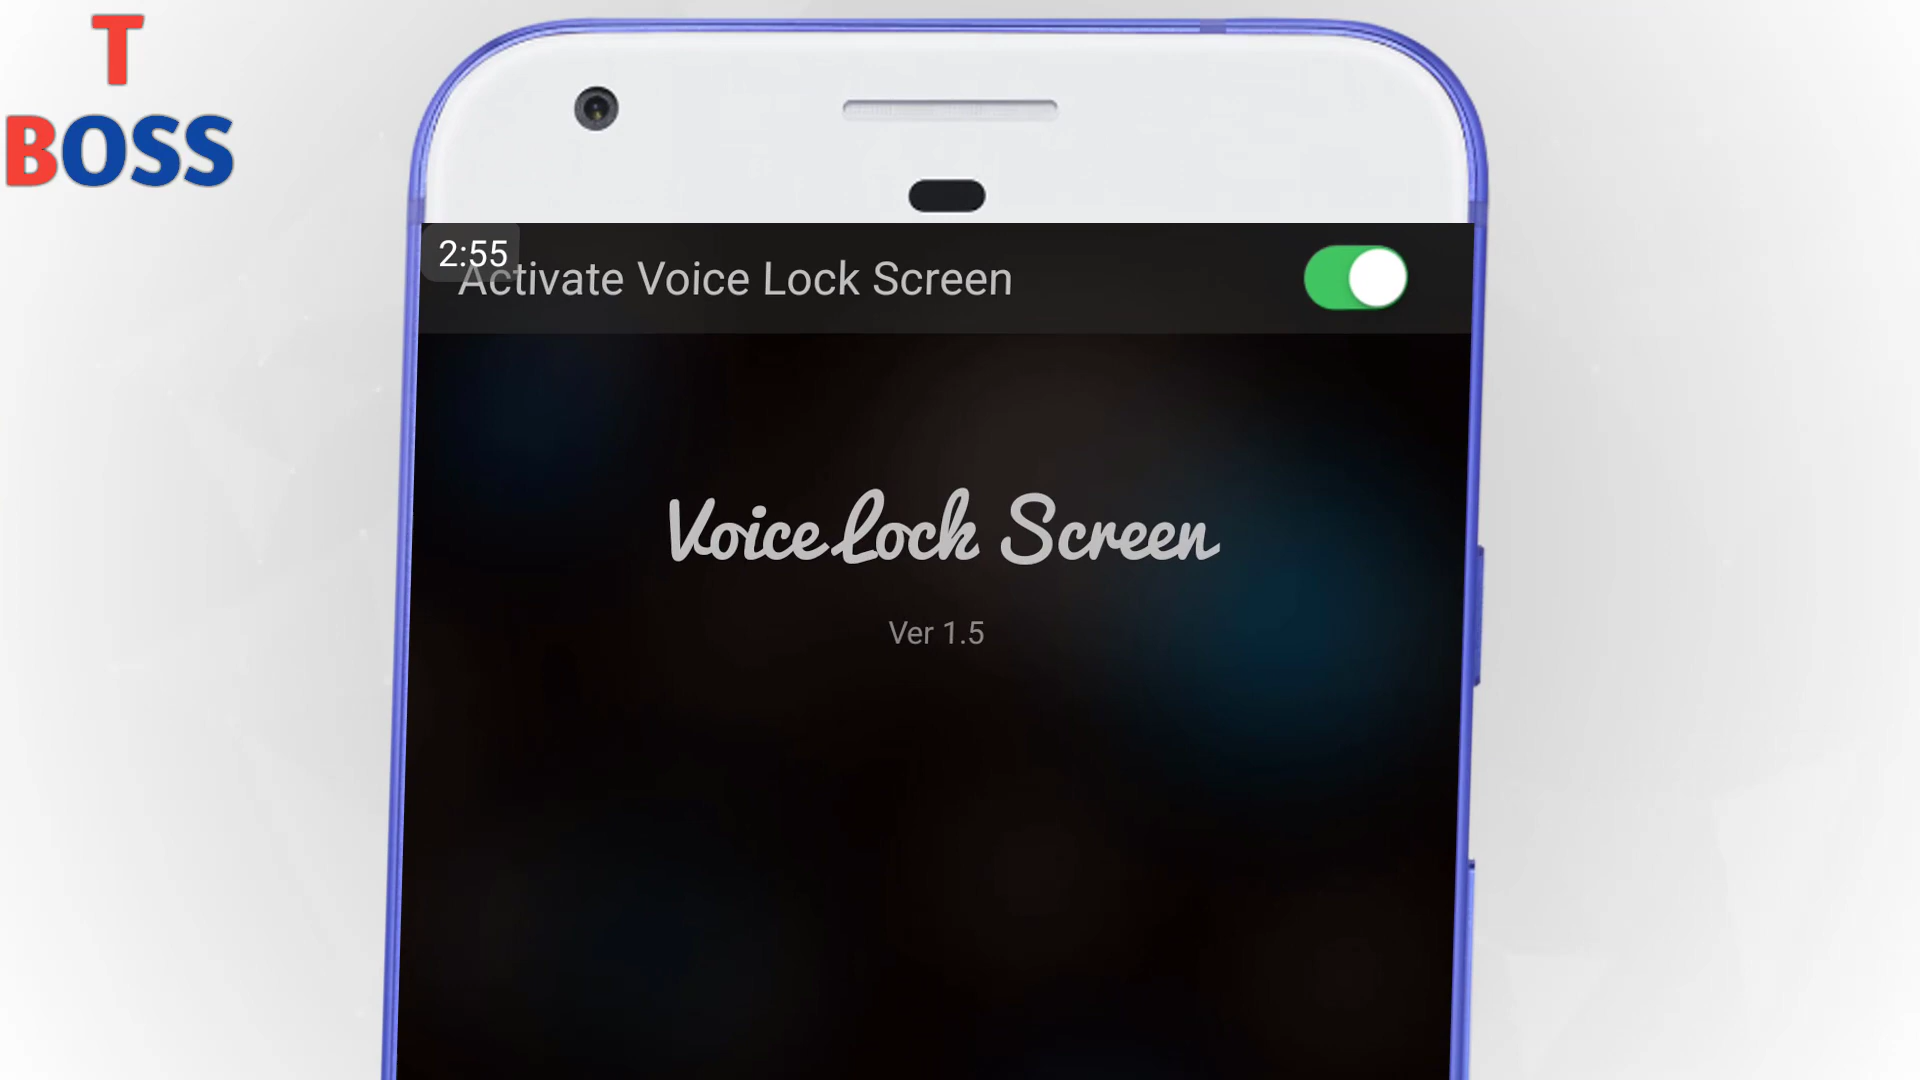 T
BOSS
2:55
Activate Voice Lock Screen
Voice Lock Screen
Ver 1.5